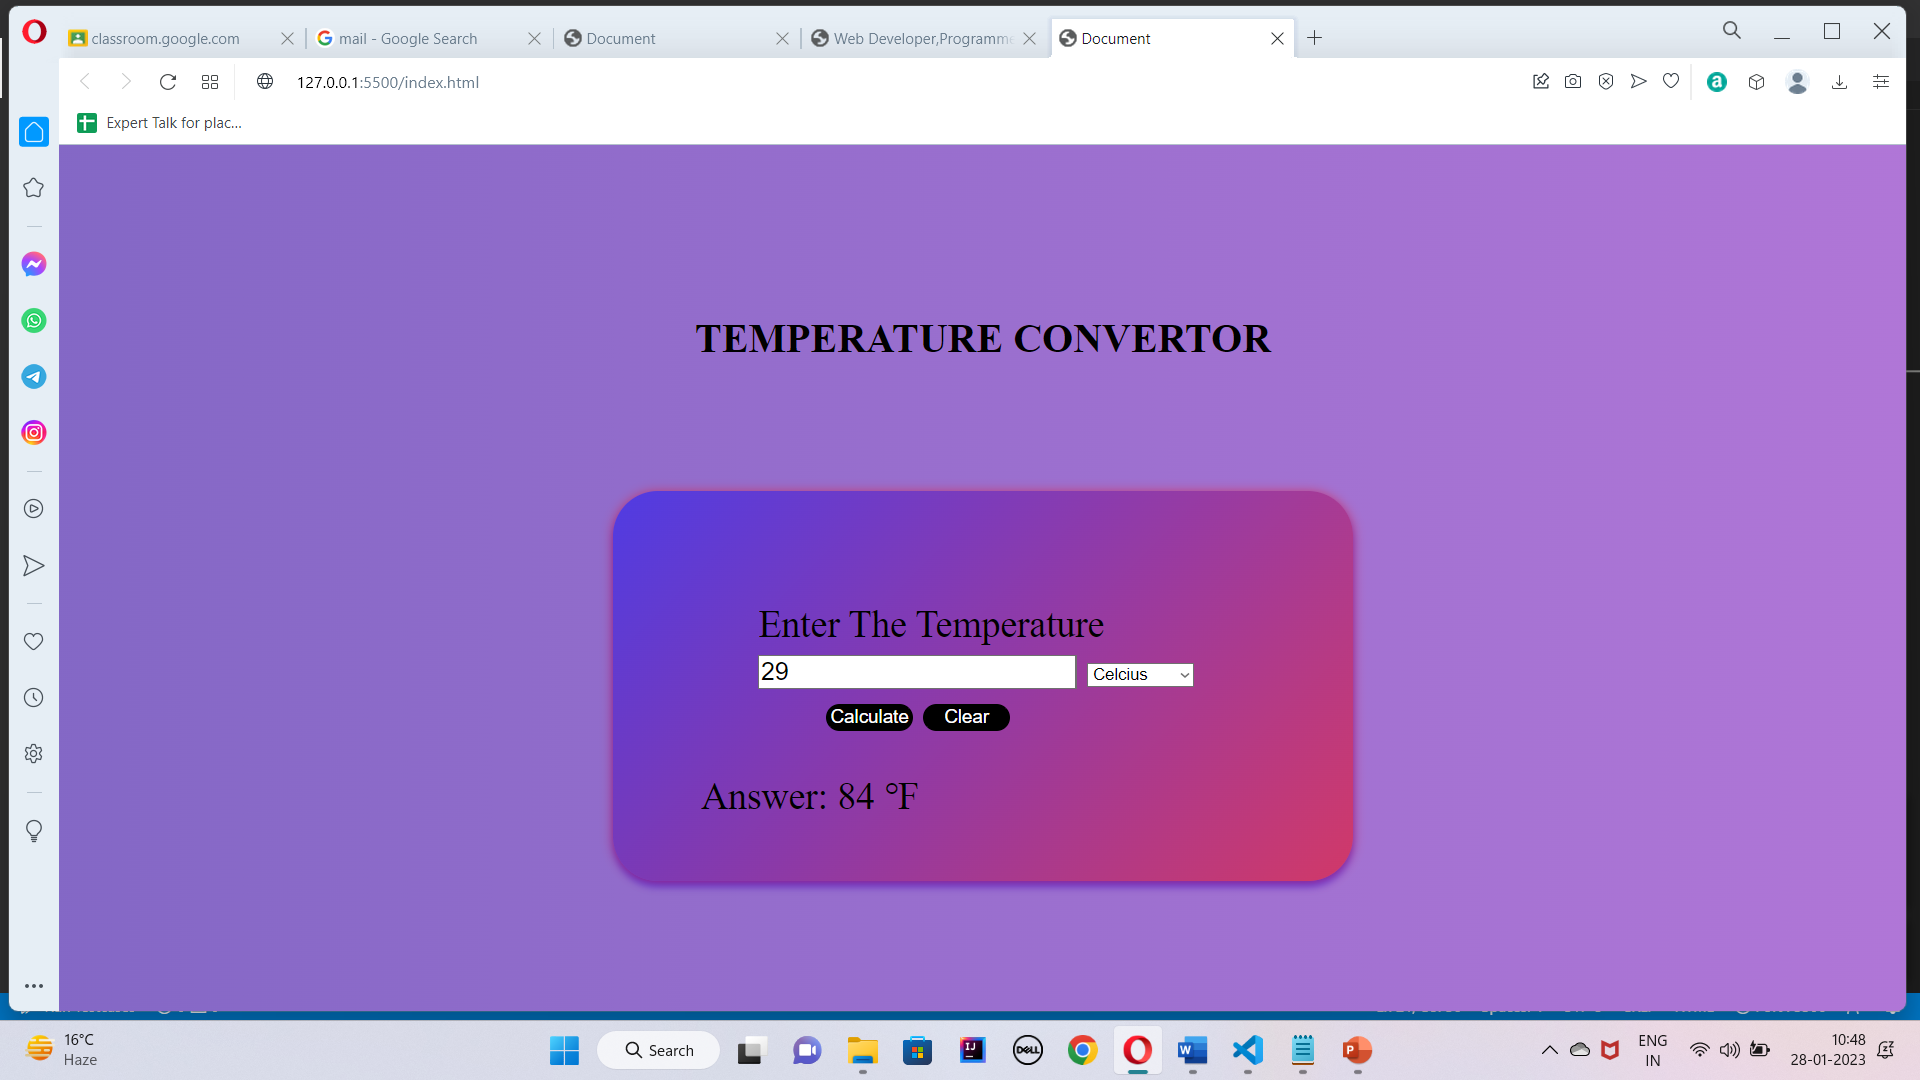 classroom.google.com
mail - Google Search
Document
Web Developer,Programme
Document
127.0.0.1:5500/index.html
Expert Talk for plac...
TEMPERATURE CONVERTOR
Enter The Temperature
29
Celcius
Calculate Clear
Answer: 84 °F
16°C
Haze
Search
ENG
IN
10:48
28-01-2023